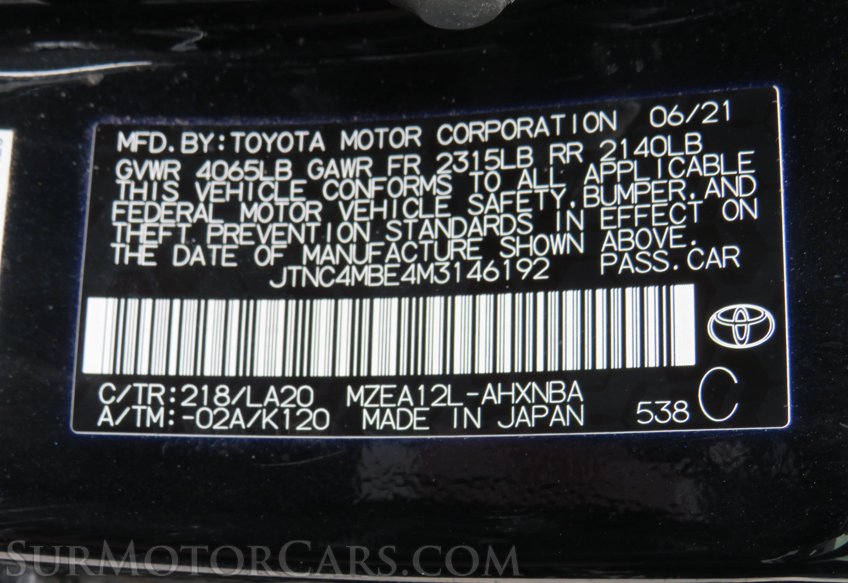 MFD.BY:TOYOTA MOTOR CORPORATION 06/21
GVWR 4065LB GAWR FR 2315LB RR 2140LB
THIS VEHICLE CONFORMS TO ALL APPLICABLE
FEDERAL MOTOR VEHICLE SAFETY,BUMPER,AND
THEFT PREVENTION STANDARDS IN EFFECT ON
THE DATE OF MANUFACTURE SHOWN ABOVE.
JTNC4MBE4M3146192 PASS.CAR
C/TR:218/LA20 MZEA12L-AHXNBA
A/TM:-02A/K120 MADE IN JAPAN 538 C
SurMotorCars.com